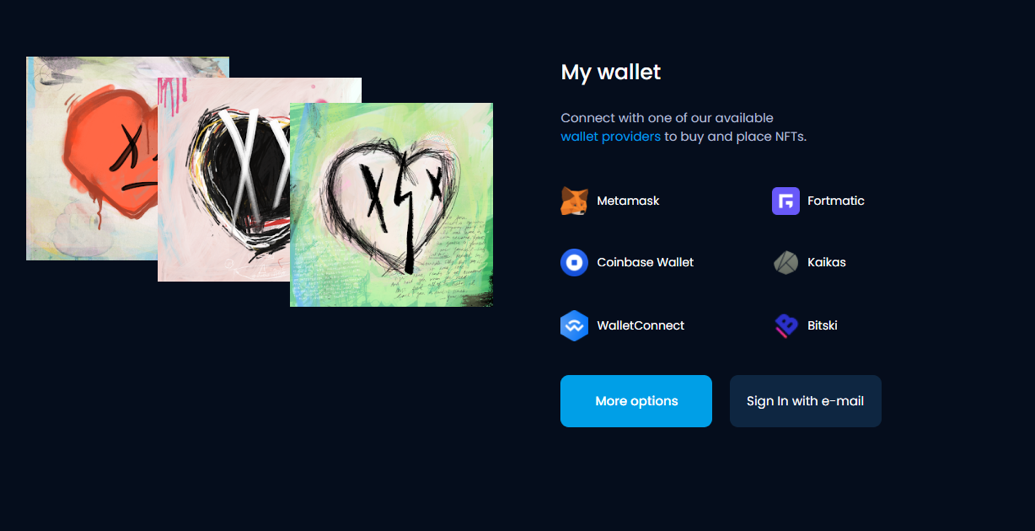 My wallet
Connect with one of our available
wallet providers to buy and place NFTs.
Metamask
Fortmatic
Coinbase Wallet
Kaikas
WalletConnect
Bitski
More options
Sign In with e-mail